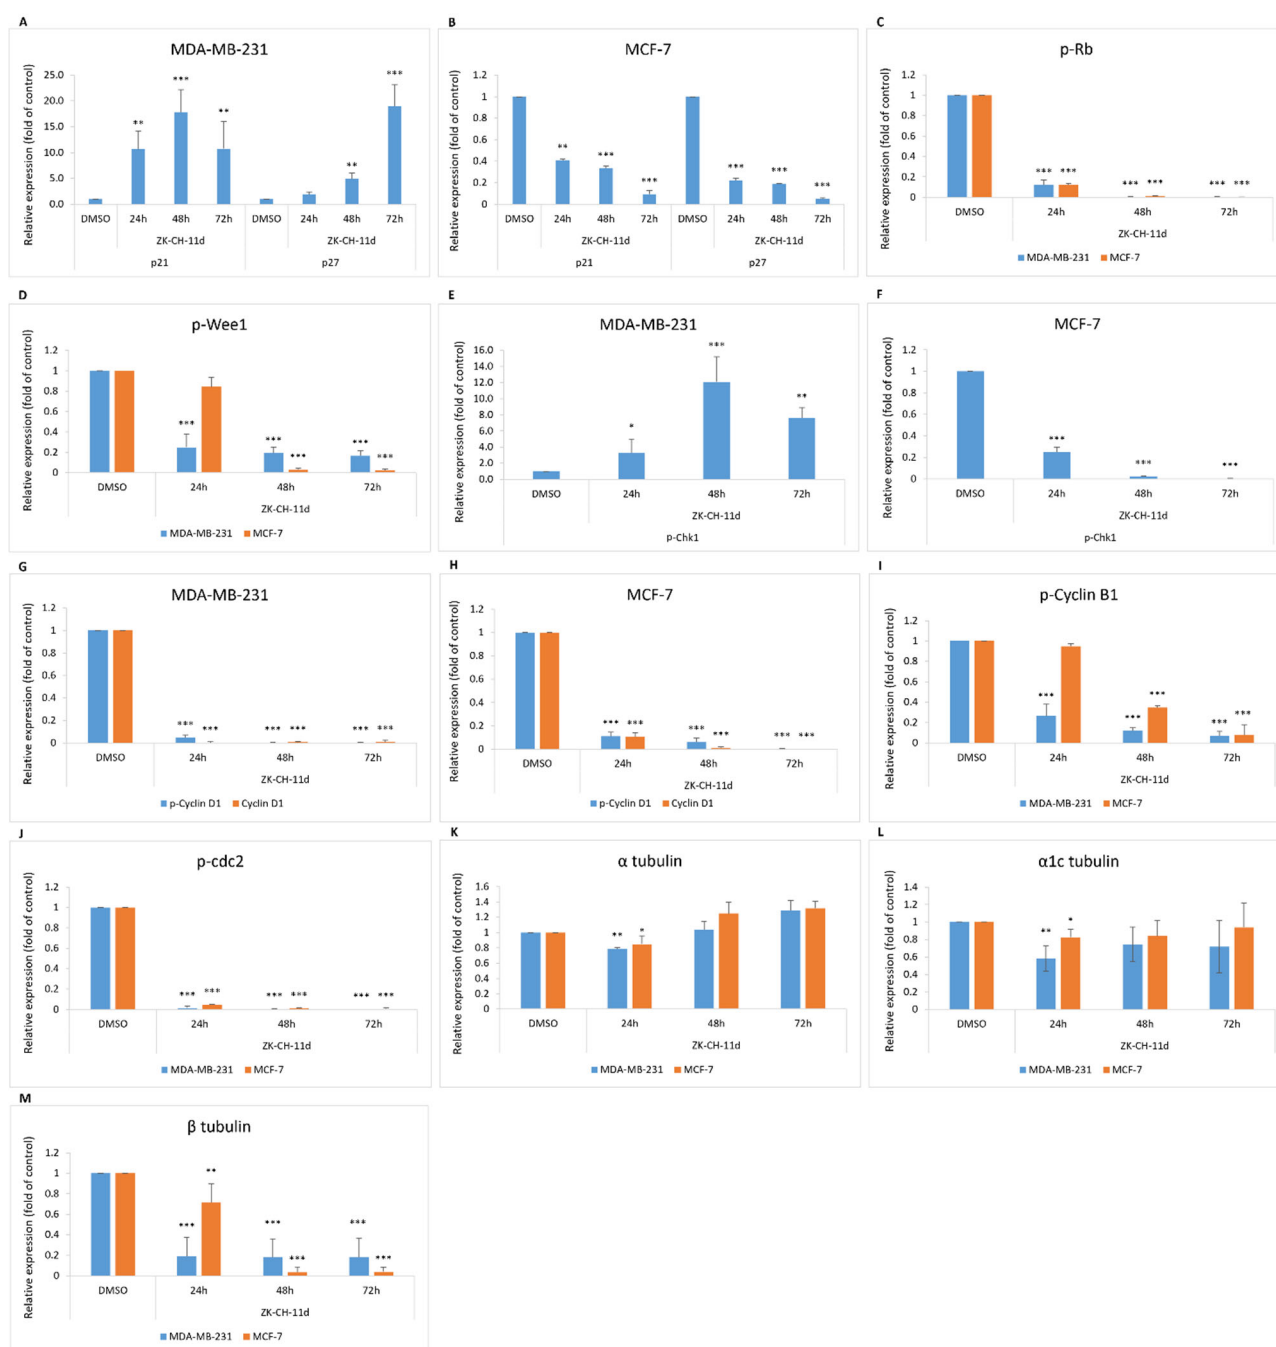 A
MDA-MB-231
Relative expression (fold of control)
25.0
20.0
15.0
10.0
5.0
0.0
** *** ** ** ***
DMSO 24h 48h 72h DMSO 24h 48h 72h
ZK-CH-11d ZK-CH-11d
p21 p27
B
MCF-7
Relative expression (fold of control)
1.2
1
0.8
0.6
0.4
0.2
0
** *** *** *** *** ***
DMSO 24h 48h 72h DMSO 24h 48h 72h
ZK-CH-11d ZK-CH-11d
p21 p27
C
p-Rb
Relative expression (fold of control)
1.2
1
0.8
0.6
0.4
0.2
0
*** *** *** *** *** ***
DMSO 24h 48h 72h
ZK-CH-11d
MDA-MB-231 MCF-7
D
p-Wee1
Relative expression (fold of control)
1.2
1
0.8
0.6
0.4
0.2
0
*** *** *** *** ***
DMSO 24h 48h 72h
ZK-CH-11d
MDA-MB-231 MCF-7
E
MDA-MB-231
Relative expression (fold of control)
16.0
14.0
12.0
10.0
8.0
6.0
4.0
2.0
0.0
* *** **
DMSO 24h 48h 72h
ZK-CH-11d
p-Chk1
F
MCF-7
Relative expression (fold of control)
1.2
1
0.8
0.6
0.4
0.2
0
*** *** ***
DMSO 24h 48h 72h
ZK-CH-11d
p-Chk1
G
MDA-MB-231
Relative expression (fold of control)
1.2
1
0.8
0.6
0.4
0.2
0
*** *** *** *** *** ***
DMSO 24h 48h 72h
ZK-CH-11d
p-Cyclin D1 Cyclin D1
H
MCF-7
Relative expression (fold of control)
1.2
1
0.8
0.6
0.4
0.2
0
*** *** *** *** *** ***
DMSO 24h 48h 72h
ZK-CH-11d
p-Cyclin D1 Cyclin D1
I
p-Cyclin B1
Relative expression (fold of control)
1.2
1
0.8
0.6
0.4
0.2
0
*** *** *** *** ***
DMSO 24h 48h 72h
ZK-CH-11d
MDA-MB-231 MCF-7
J
p-cdc2
Relative expression (fold of control)
1.2
1
0.8
0.6
0.4
0.2
0
*** *** *** *** *** ***
DMSO 24h 48h 72h
ZK-CH-11d
MDA-MB-231 MCF-7
K
α tubulin
Relative expression (fold of control)
1.6
1.4
1.2
1
0.8
0.6
0.4
0.2
0
** *
DMSO 24h 48h 72h
ZK-CH-11d
MDA-MB-231 MCF-7
L
α1c tubulin
Relative expression (fold of control)
1.4
1.2
1
0.8
0.6
0.4
0.2
0
** *
DMSO 24h 48h 72h
ZK-CH-11d
MDA-MB-231 MCF-7
M
β tubulin
Relative expression (fold of control)
1.2
1
0.8
0.6
0.4
0.2
0
*** ** *** *** *** ***
DMSO 24h 48h 72h
ZK-CH-11d
MDA-MB-231 MCF-7